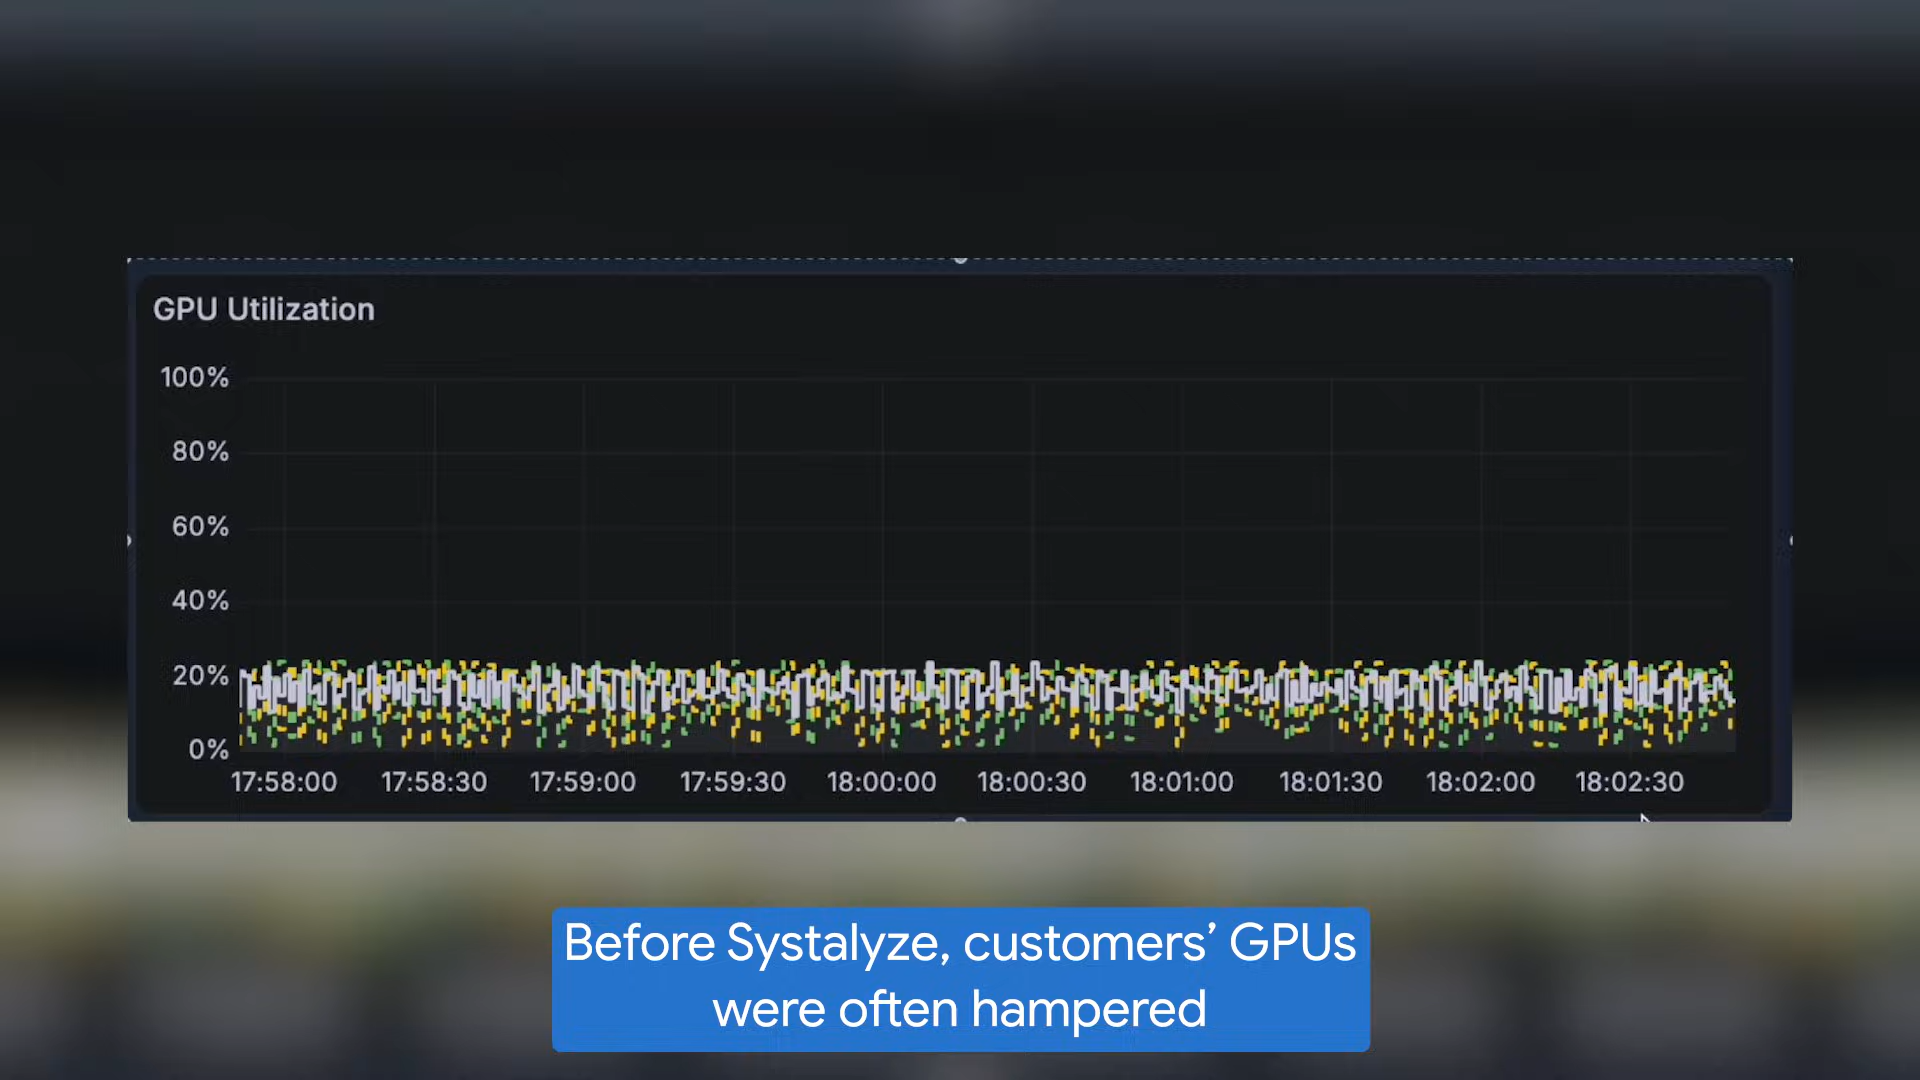 GPU Utilization
100%
80%
60%
40%
20%
0%
17:58:00 17:58:30 17:59:00 17:59:30 18:00:00 18:00:30 18:01:00 18:01:30 18:02:00 18:02:30
Before Systalyze, customers’ GPUs
were often hampered